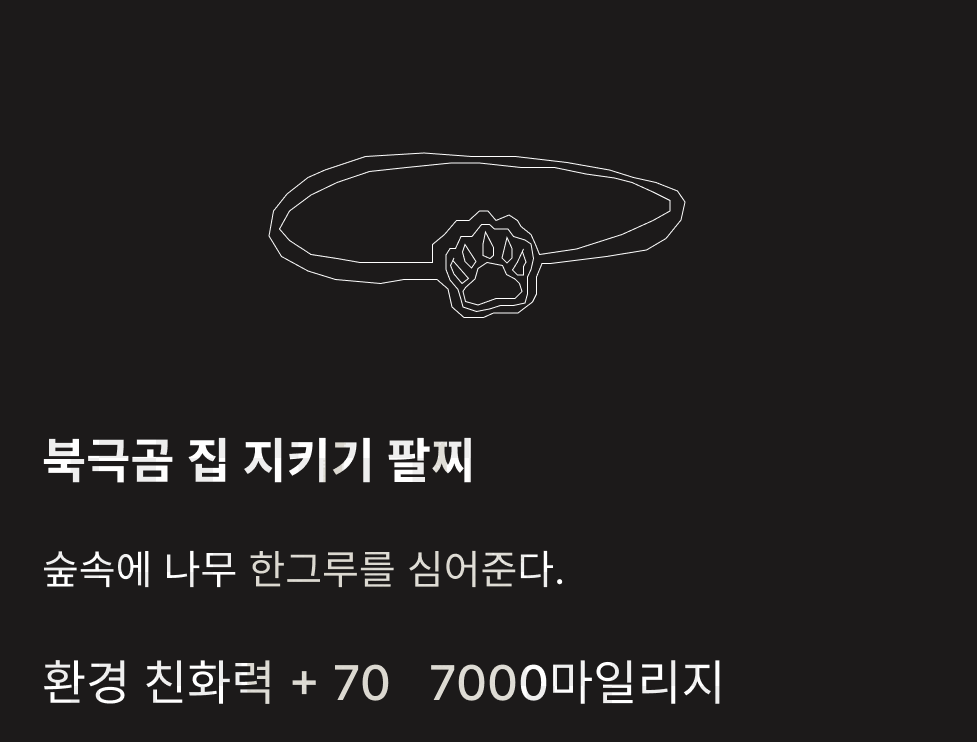 북극곰 집 지키기 팔찌
숲속에 나무 한그루를 심어준다.
환경 친화력 + 70 7000마일리지